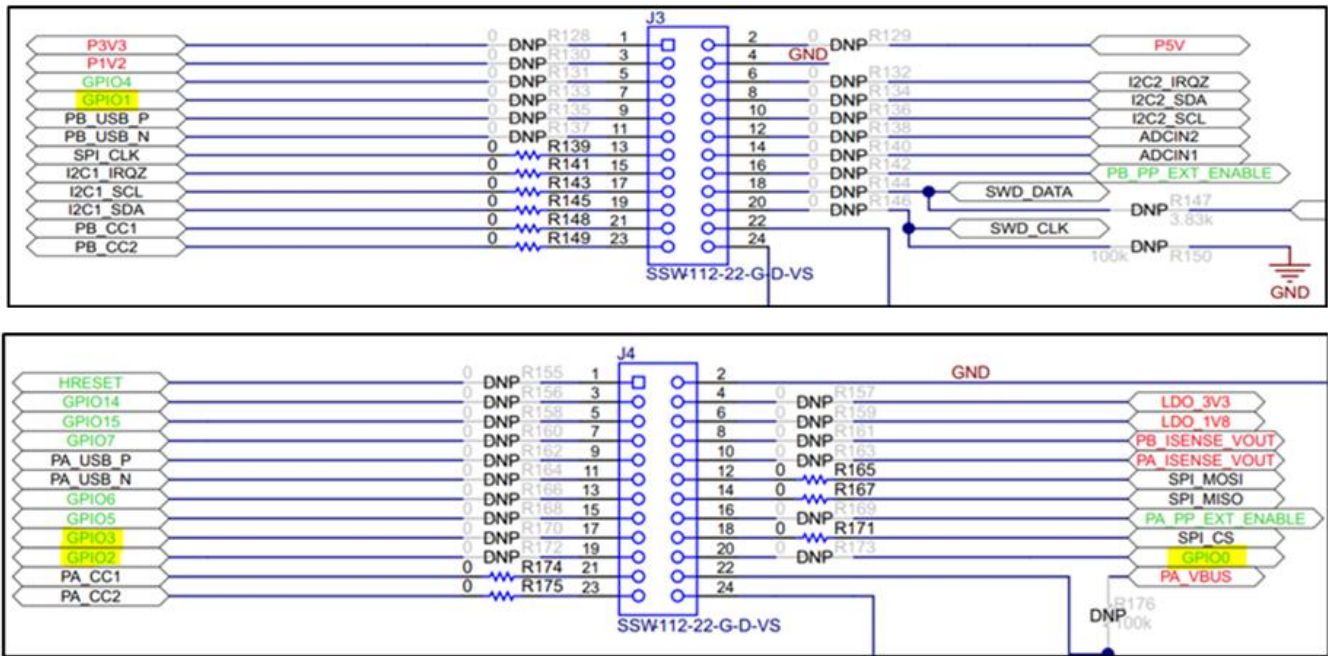 J3
P3V3 0 DNP R128 1 2 0 DNP R129 P5V
P1V2 DNP R130 3 4 GND
GPIO4 0 DNP R131 5 6 0 DNP R132 I2C2_IRQZ
GPIO1 0 DNP R133 7 8 0 DNP R134 I2C2_SDA
PB_USB_P 0 DNP R135 9 10 0 DNP R136 I2C2_SCL
PB_USB_N 0 DNP R137 11 12 0 DNP R138 ADCIN2
SPI_CLK 0 R139 13 14 0 DNP R140 ADCIN1
I2C1_IRQZ 0 R141 15 16 0 DNP R142 PB_PP_EXT_ENABLE
I2C1_SCL 0 R143 17 18 0 DNP R144 SWD_DATA
I2C1_SDA 0 R145 19 20 0 DNP R146 DNP R147 3.83k
PB_CC1 0 R148 21 22 SWD_CLK
PB_CC2 0 R149 23 24 100k DNP R150
SSW-112-22-G-D-VS
GND
J4
HRESET 0 DNP R155 1 2 GND
GPIO14 0 DNP R156 3 4 0 DNP R157 LDO_3V3
GPIO15 0 DNP R158 5 6 0 DNP R159 LDO_1V8
GPIO7 0 DNP R160 7 8 0 DNP R161 PB_ISENSE_VOUT
PA_USB_P 0 DNP R162 9 10 0 DNP R163 PA_ISENSE_VOUT
PA_USB_N 0 DNP R164 11 12 0 R165 SPI_MOSI
GPIO6 0 DNP R166 13 14 0 R167 SPI_MISO
GPIO5 0 DNP R168 15 16 0 DNP R169 PA_PP_EXT_ENABLE
GPIO3 0 DNP R170 17 18 0 R171 SPI_CS
GPIO2 0 DNP R172 19 20 0 DNP R173 GPIO0
PA_CC1 0 R174 21 22 PA_VBUS
PA_CC2 0 R175 23 24 DNP R176 100k
SSW-112-22-G-D-VS